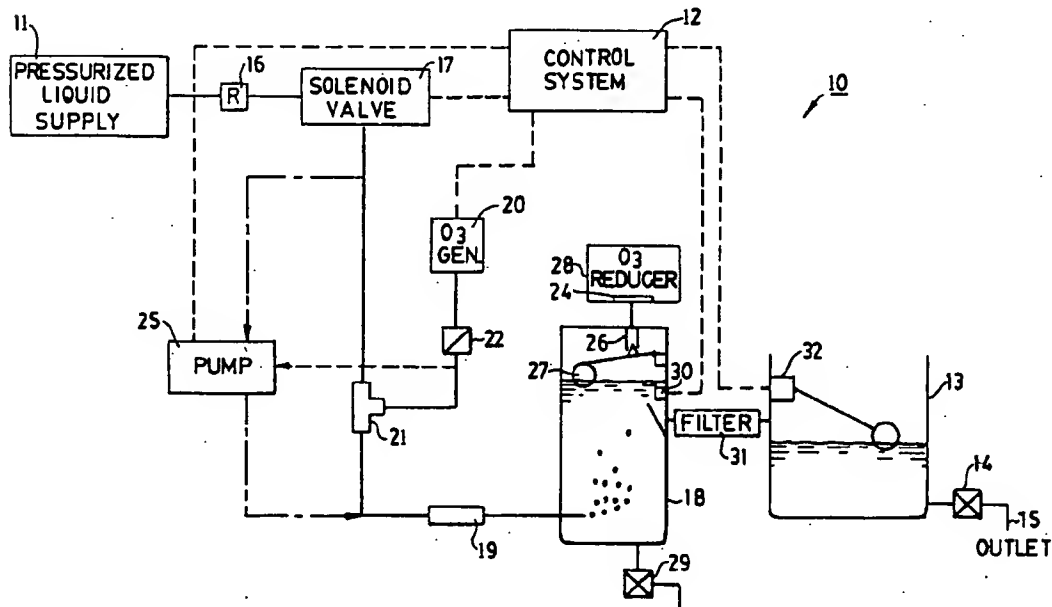 11
PRESSURIZED
LIQUID
SUPPLY
16
R
17
SOLENOID
VALVE
12
CONTROL
SYSTEM
10
20
O3
GEN.
22
28
O3
REDUCER
24
26
27
30
32
13
25
PUMP
21
FILTER
31
18
19
14
15
OUTLET
29